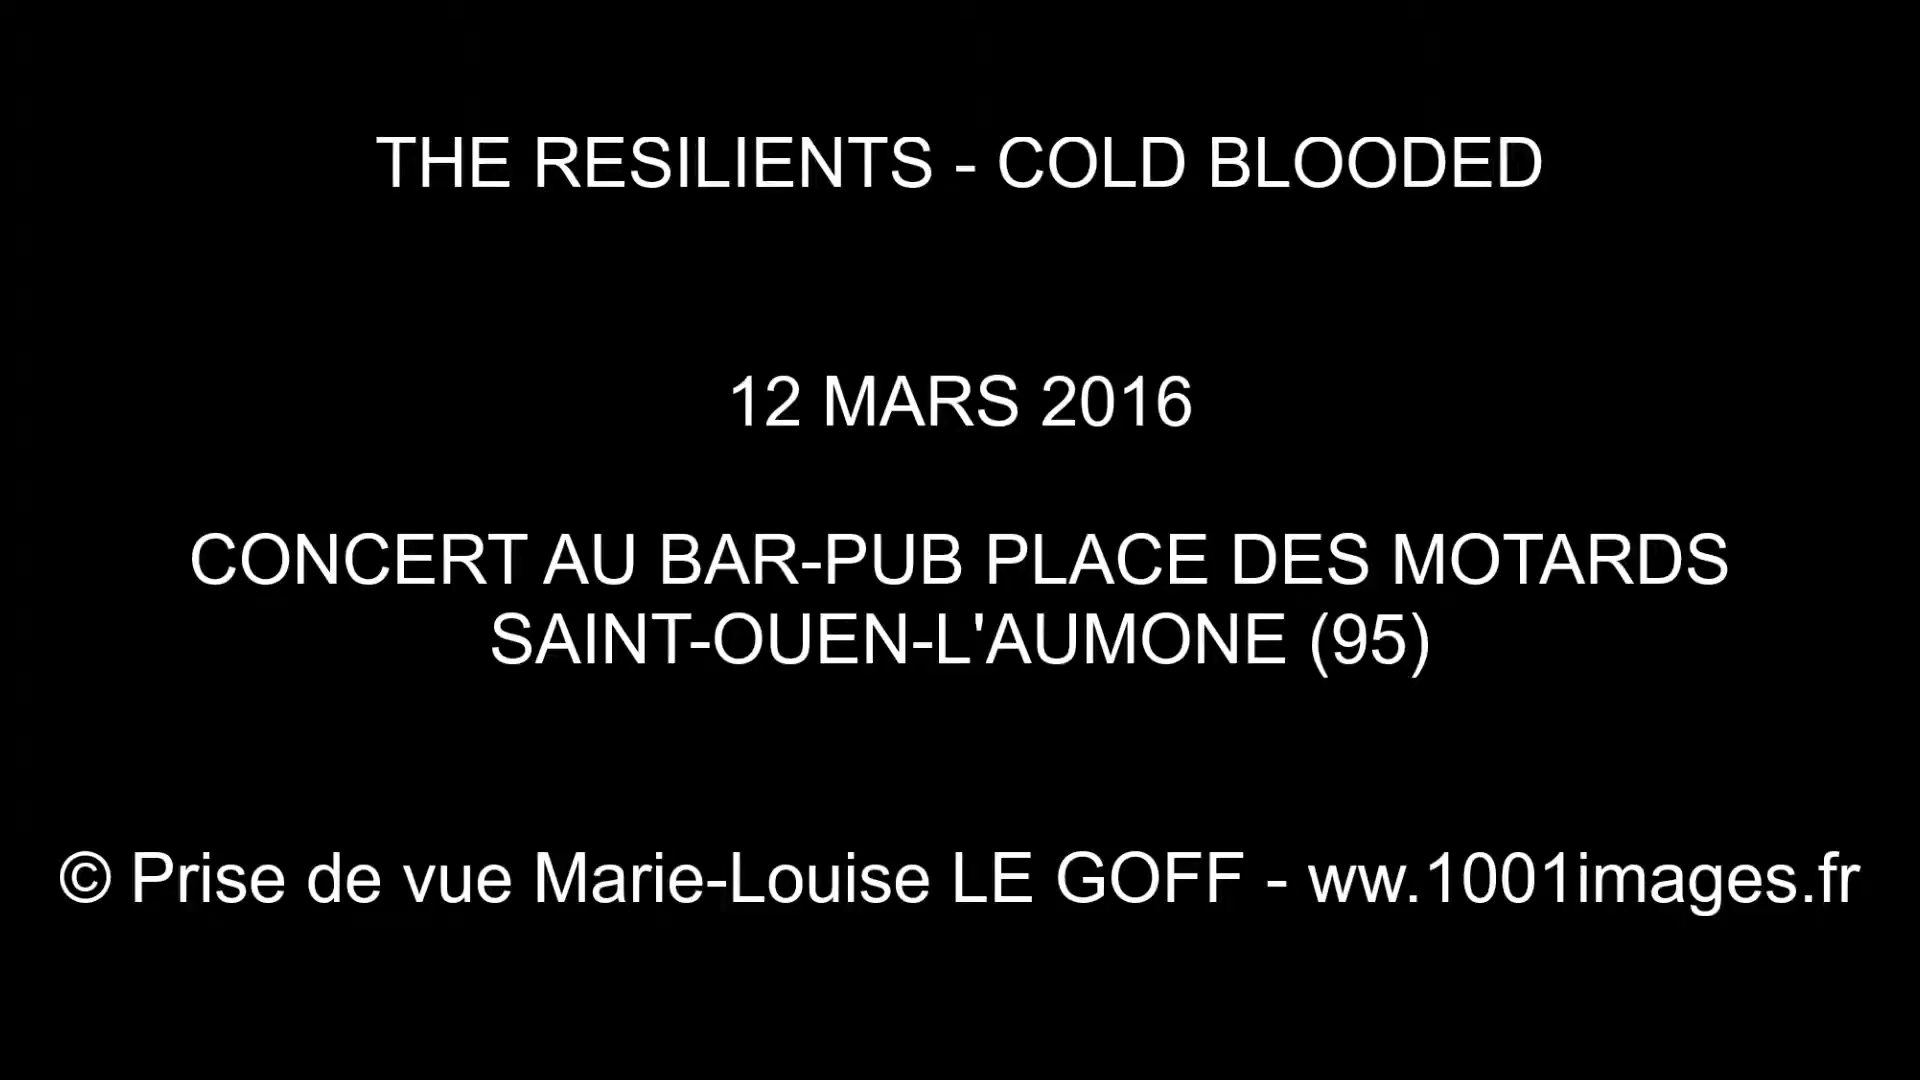 THE RESILIENTS - COLD BLOODED
12 MARS 2016
CONCERT AU BAR-PUB PLACE DES MOTARDS
SAINT-OUEN-L'AUMONE (95)
© Prise de vue Marie-Louise LE GOFF - ww.1001images.fr